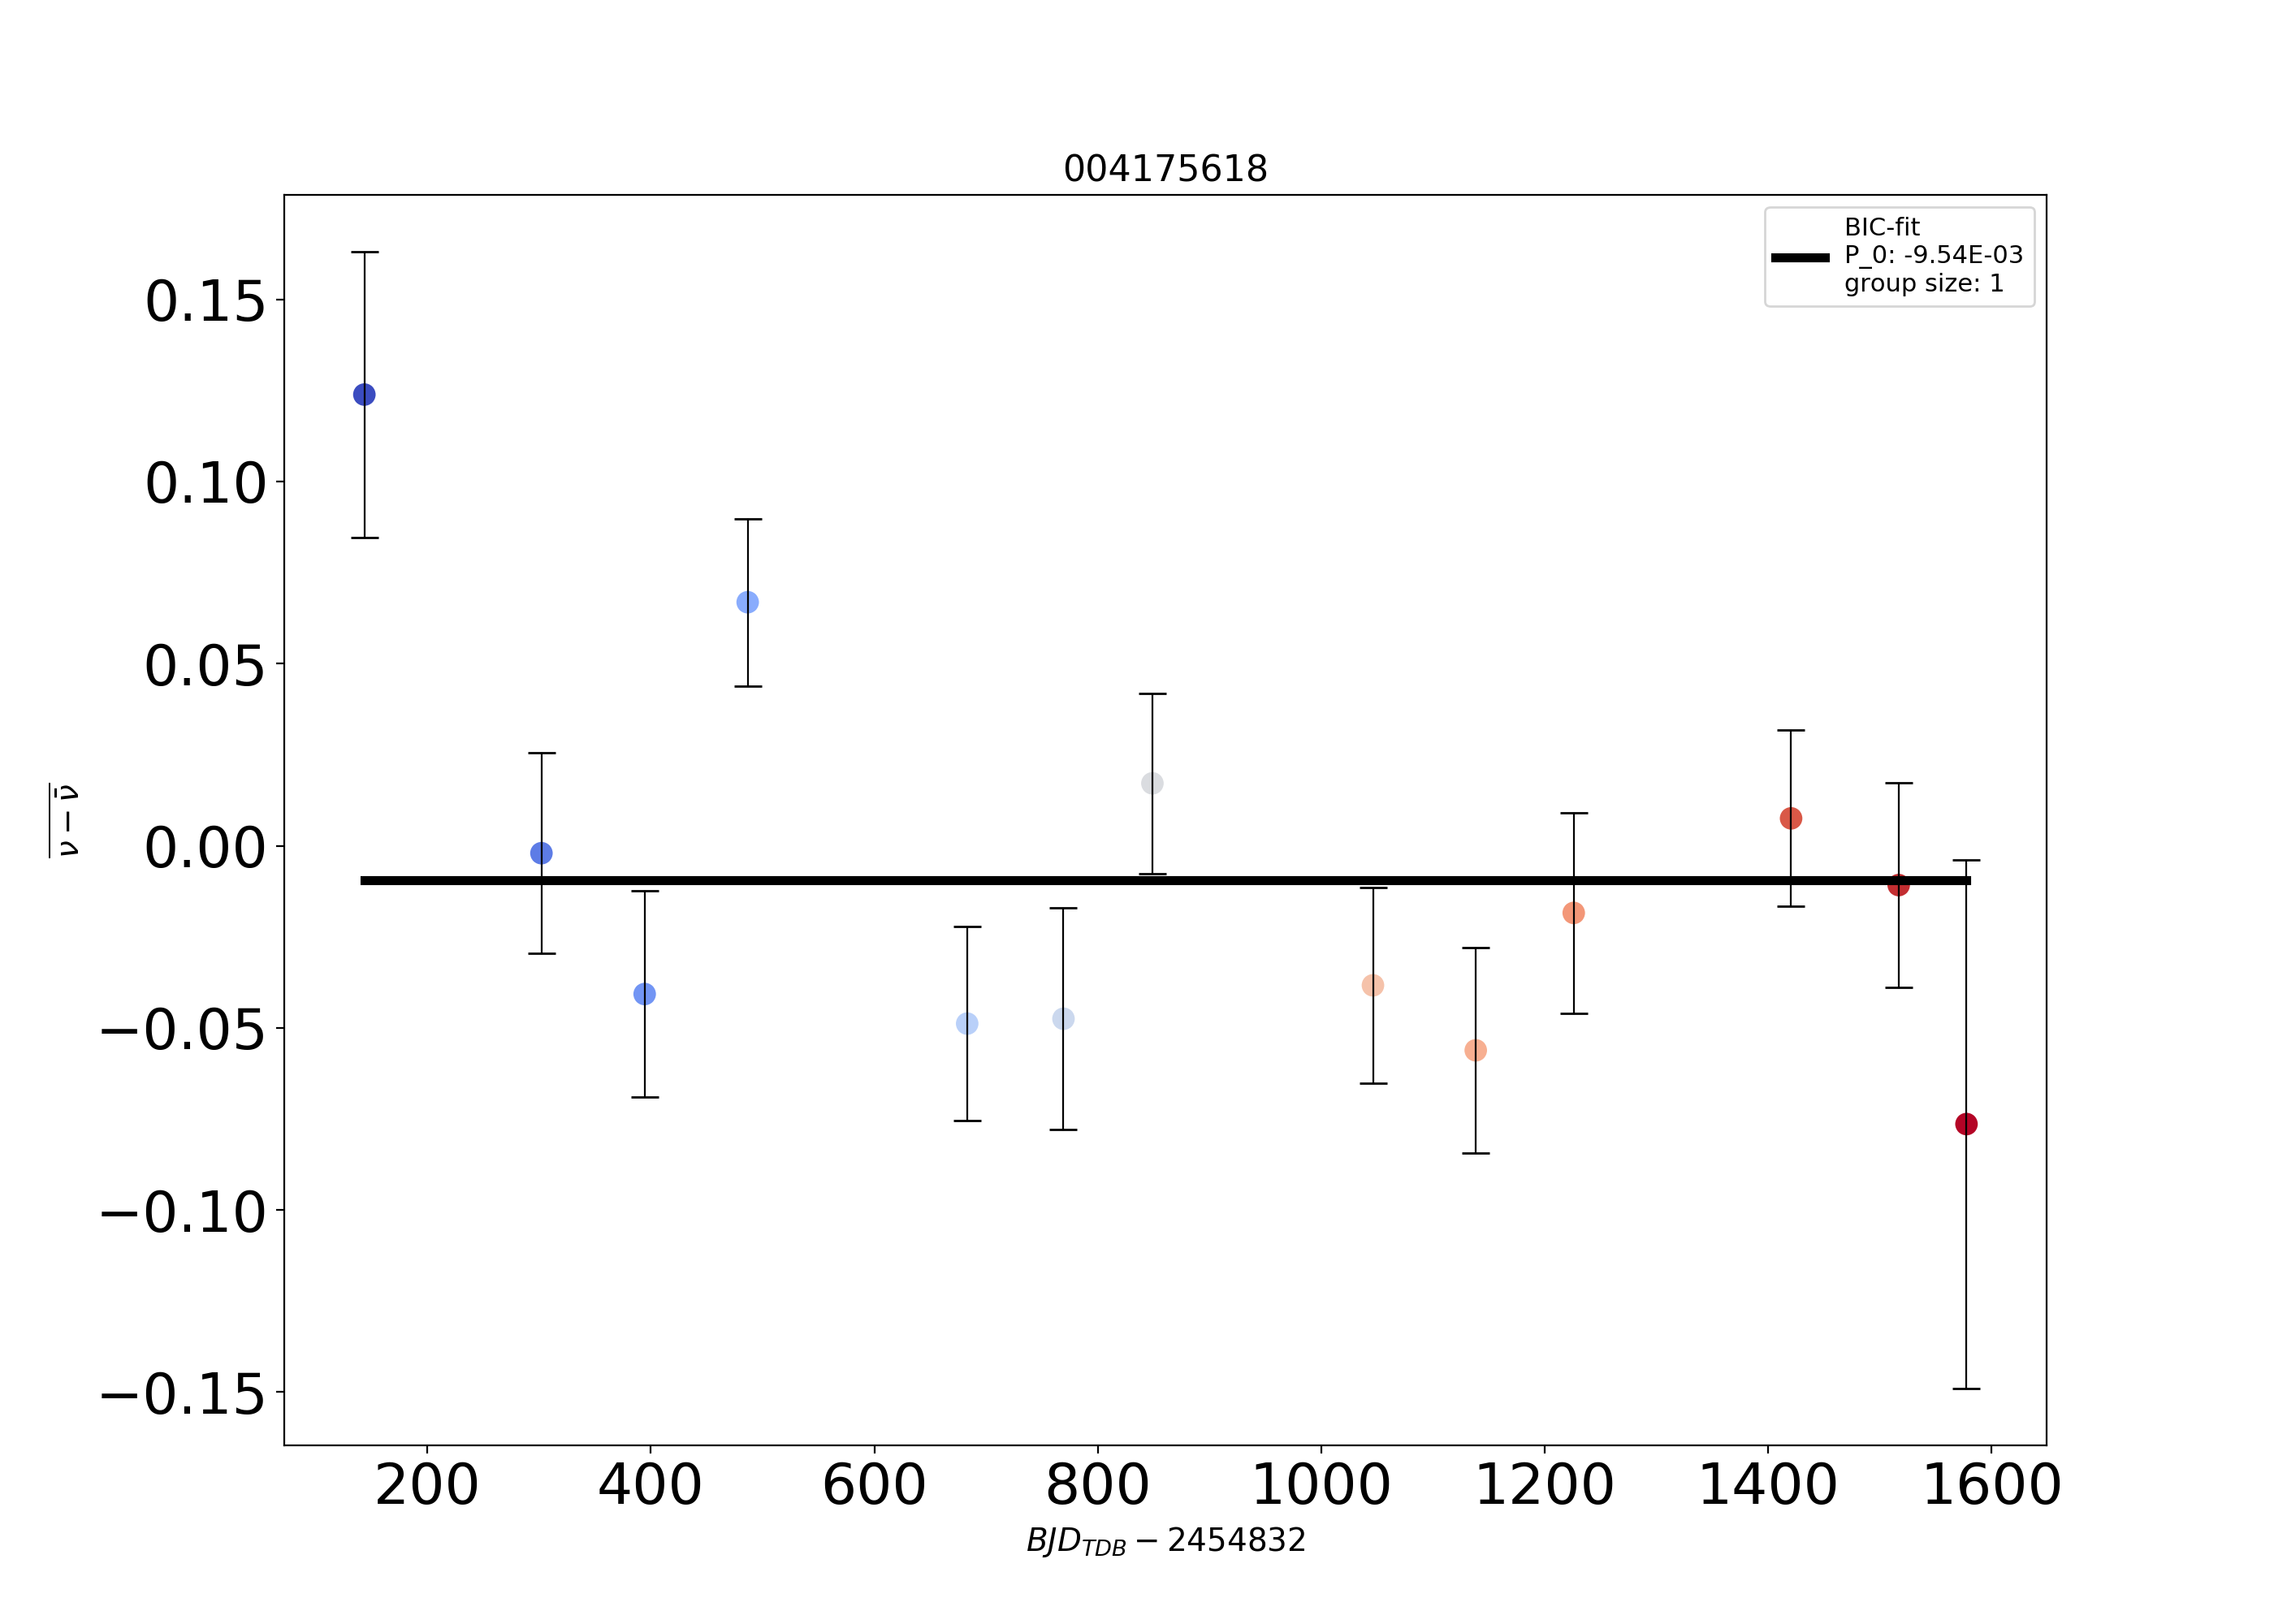 004175618
BIC-fit
P_0: -9.54E-03
group size: 1
0.15
0.10
0.05
0.00
−0.05
−0.10
−0.15
ν − ν̄
200 400 600 800 1000 1200 1400 1600
BJD_TDB − 2454832